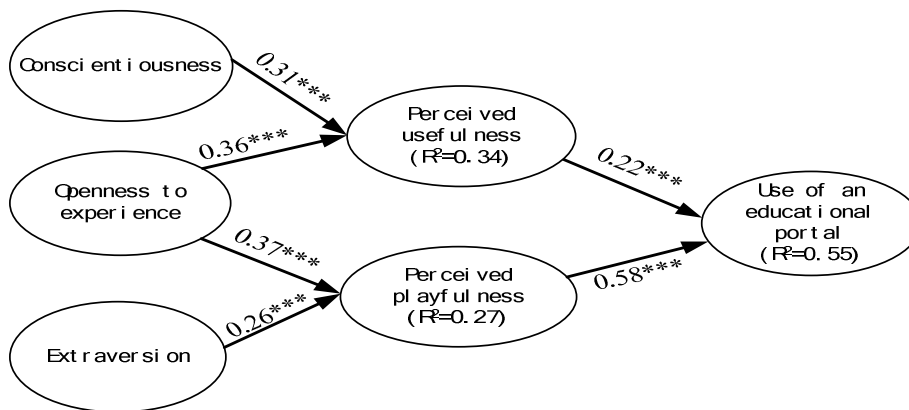 Conscientiousness
0.31***
Perceived
usefulness
(R²=0.34)
0.36***
0.22***
Openness to
experience
Use of an
educational
portal
(R²=0.55)
0.37***
Perceived
playfulness
(R²=0.27)
0.58***
0.26***
Extraversion